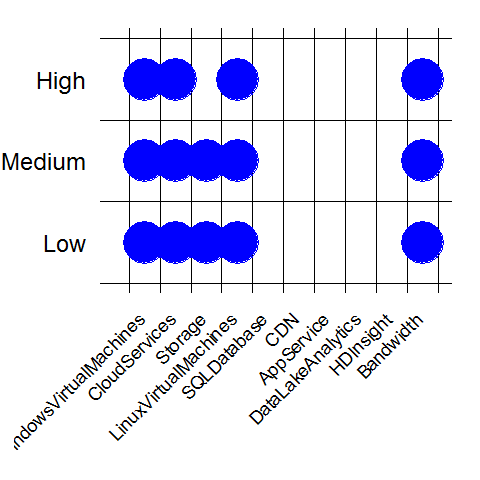 High
Medium
Low
ndowsVirtualMachines
CloudServices
Storage
LinuxVirtualMachines
SQLDatabase
CDN
AppService
DataLakeAnalytics
HDInsight
Bandwidth